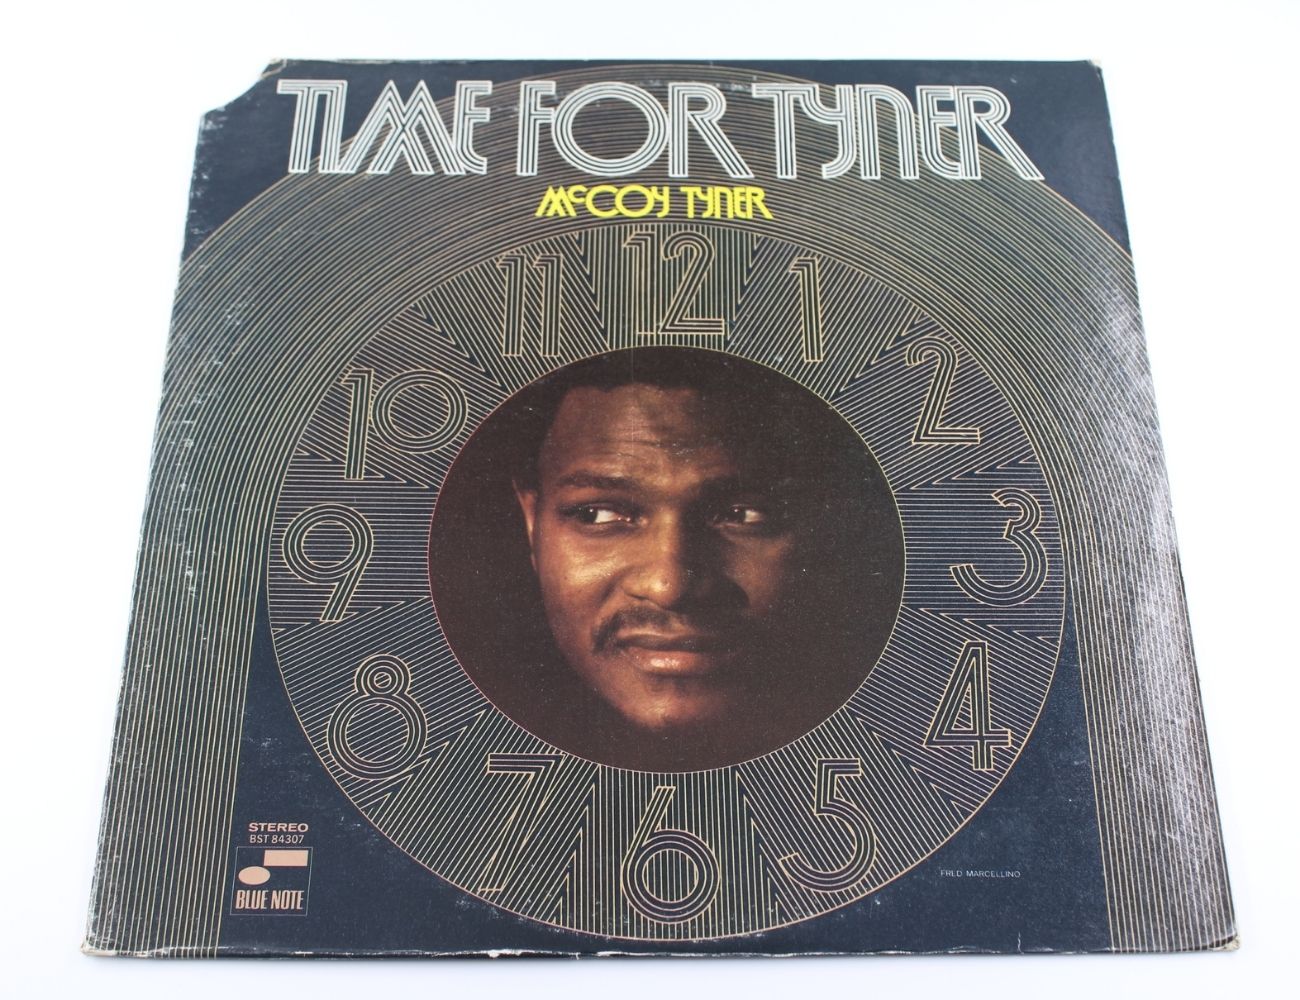 TIME FOR TYNER
McCOY TYNER
12
11
1
10
2
9
3
8
4
7
6
5
STEREO
BST 84307
BLUE NOTE
FRED MARCELLINO